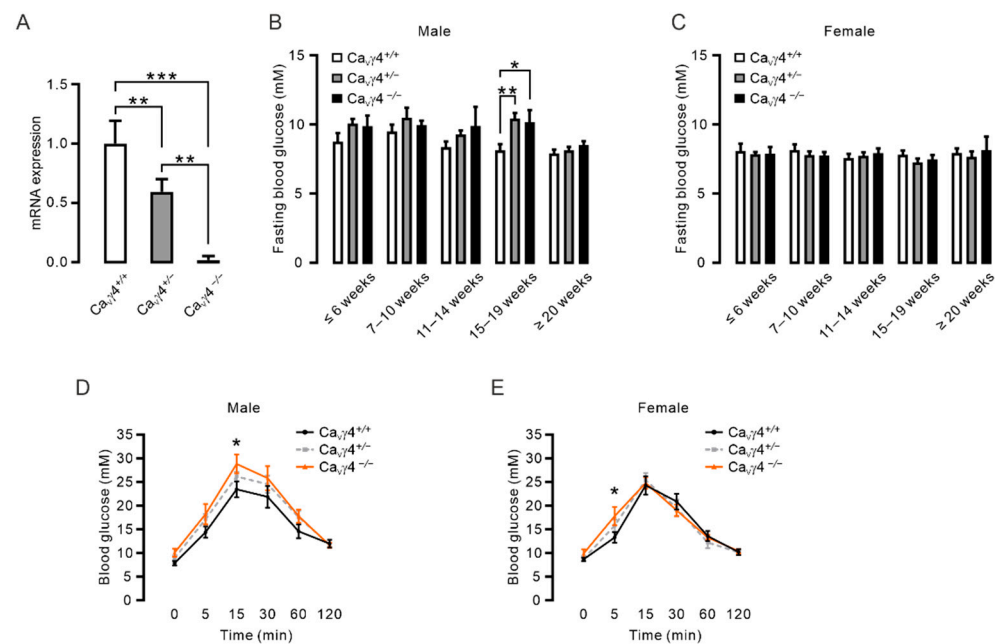 A
mRNA expression
1.5
1.0
0.5
0.0
***
**
**
Caᵥγ4⁺/⁺
Caᵥγ4⁺/⁻
Caᵥγ4⁻/⁻
B
Male
Fasting blood glucose (mM)
Caᵥγ4⁺/⁺
Caᵥγ4⁺/⁻
Caᵥγ4⁻/⁻
15
10
5
0
*
**
≤ 6 weeks
7–10 weeks
11–14 weeks
15–19 weeks
≥ 20 weeks
C
Female
Fasting blood glucose (mM)
Caᵥγ4⁺/⁺
Caᵥγ4⁺/⁻
Caᵥγ4⁻/⁻
15
10
5
0
≤ 6 weeks
7–10 weeks
11–14 weeks
15–19 weeks
≥ 20 weeks
D
Male
Blood glucose (mM)
Caᵥγ4⁺/⁺
Caᵥγ4⁺/⁻
Caᵥγ4⁻/⁻
35
30
25
20
15
10
5
0
*
0 5 15 30 60 120
Time (min)
E
Female
Blood glucose (mM)
Caᵥγ4⁺/⁺
Caᵥγ4⁺/⁻
Caᵥγ4⁻/⁻
35
30
25
20
15
10
5
0
*
0 5 15 30 60 120
Time (min)